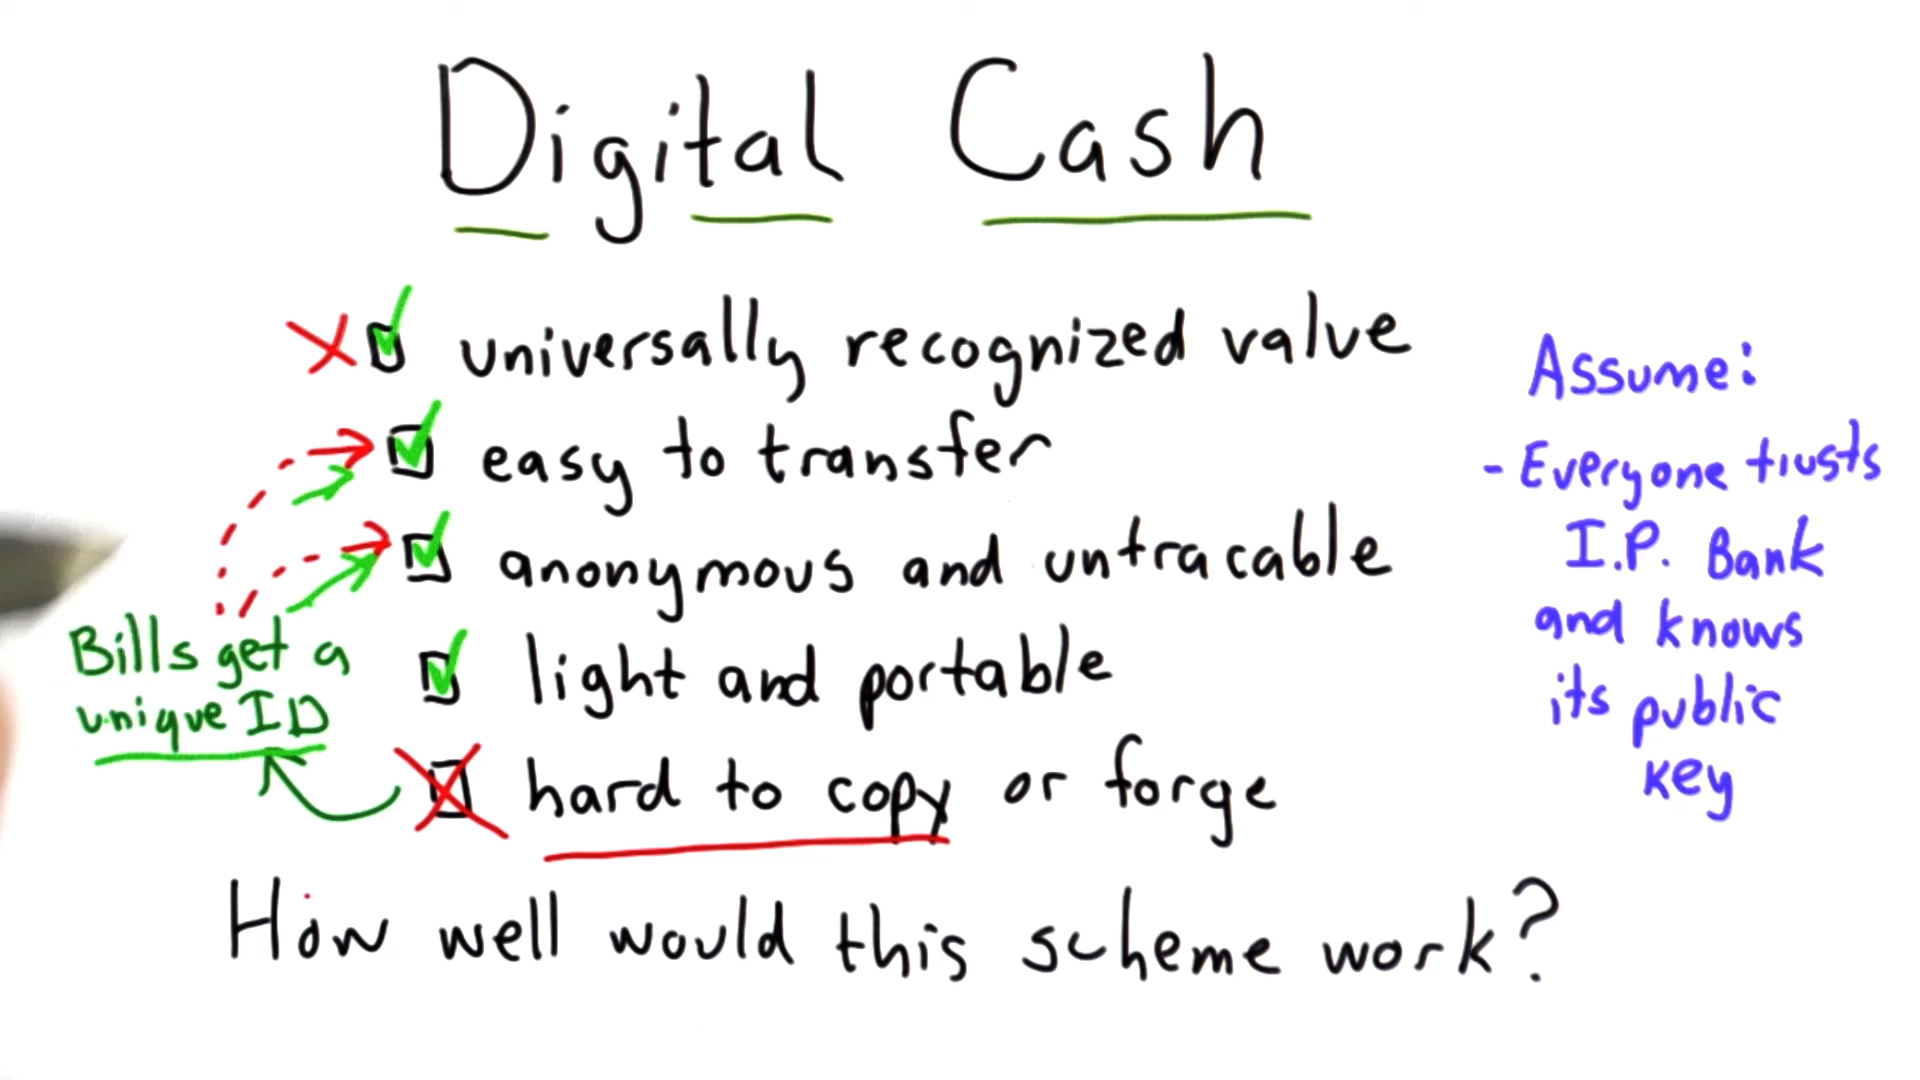 Digital Cash
universally recognized value
easy to transfer
anonymous and untracable
light and portable
hard to copy or forge
Bills get a
unique ID
Assume:
- Everyone trusts
I.P. Bank
and knows
its public
key
How well would this scheme work?